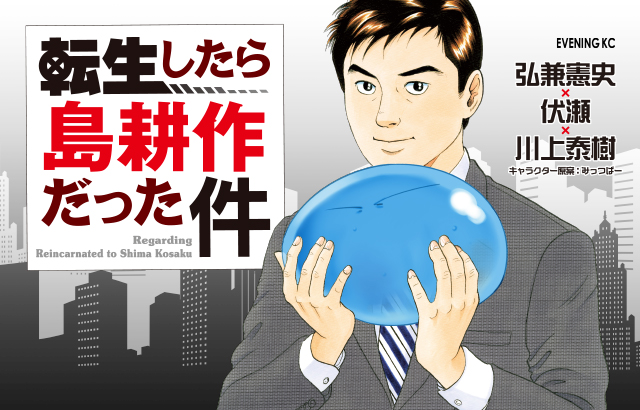 転生したら
島耕作
だった件
Regarding
Reincarnated to Shima Kosaku
EVENING KC
弘兼憲史
×
伏瀬
×
川上泰樹
キャラクター原案：みっつばー